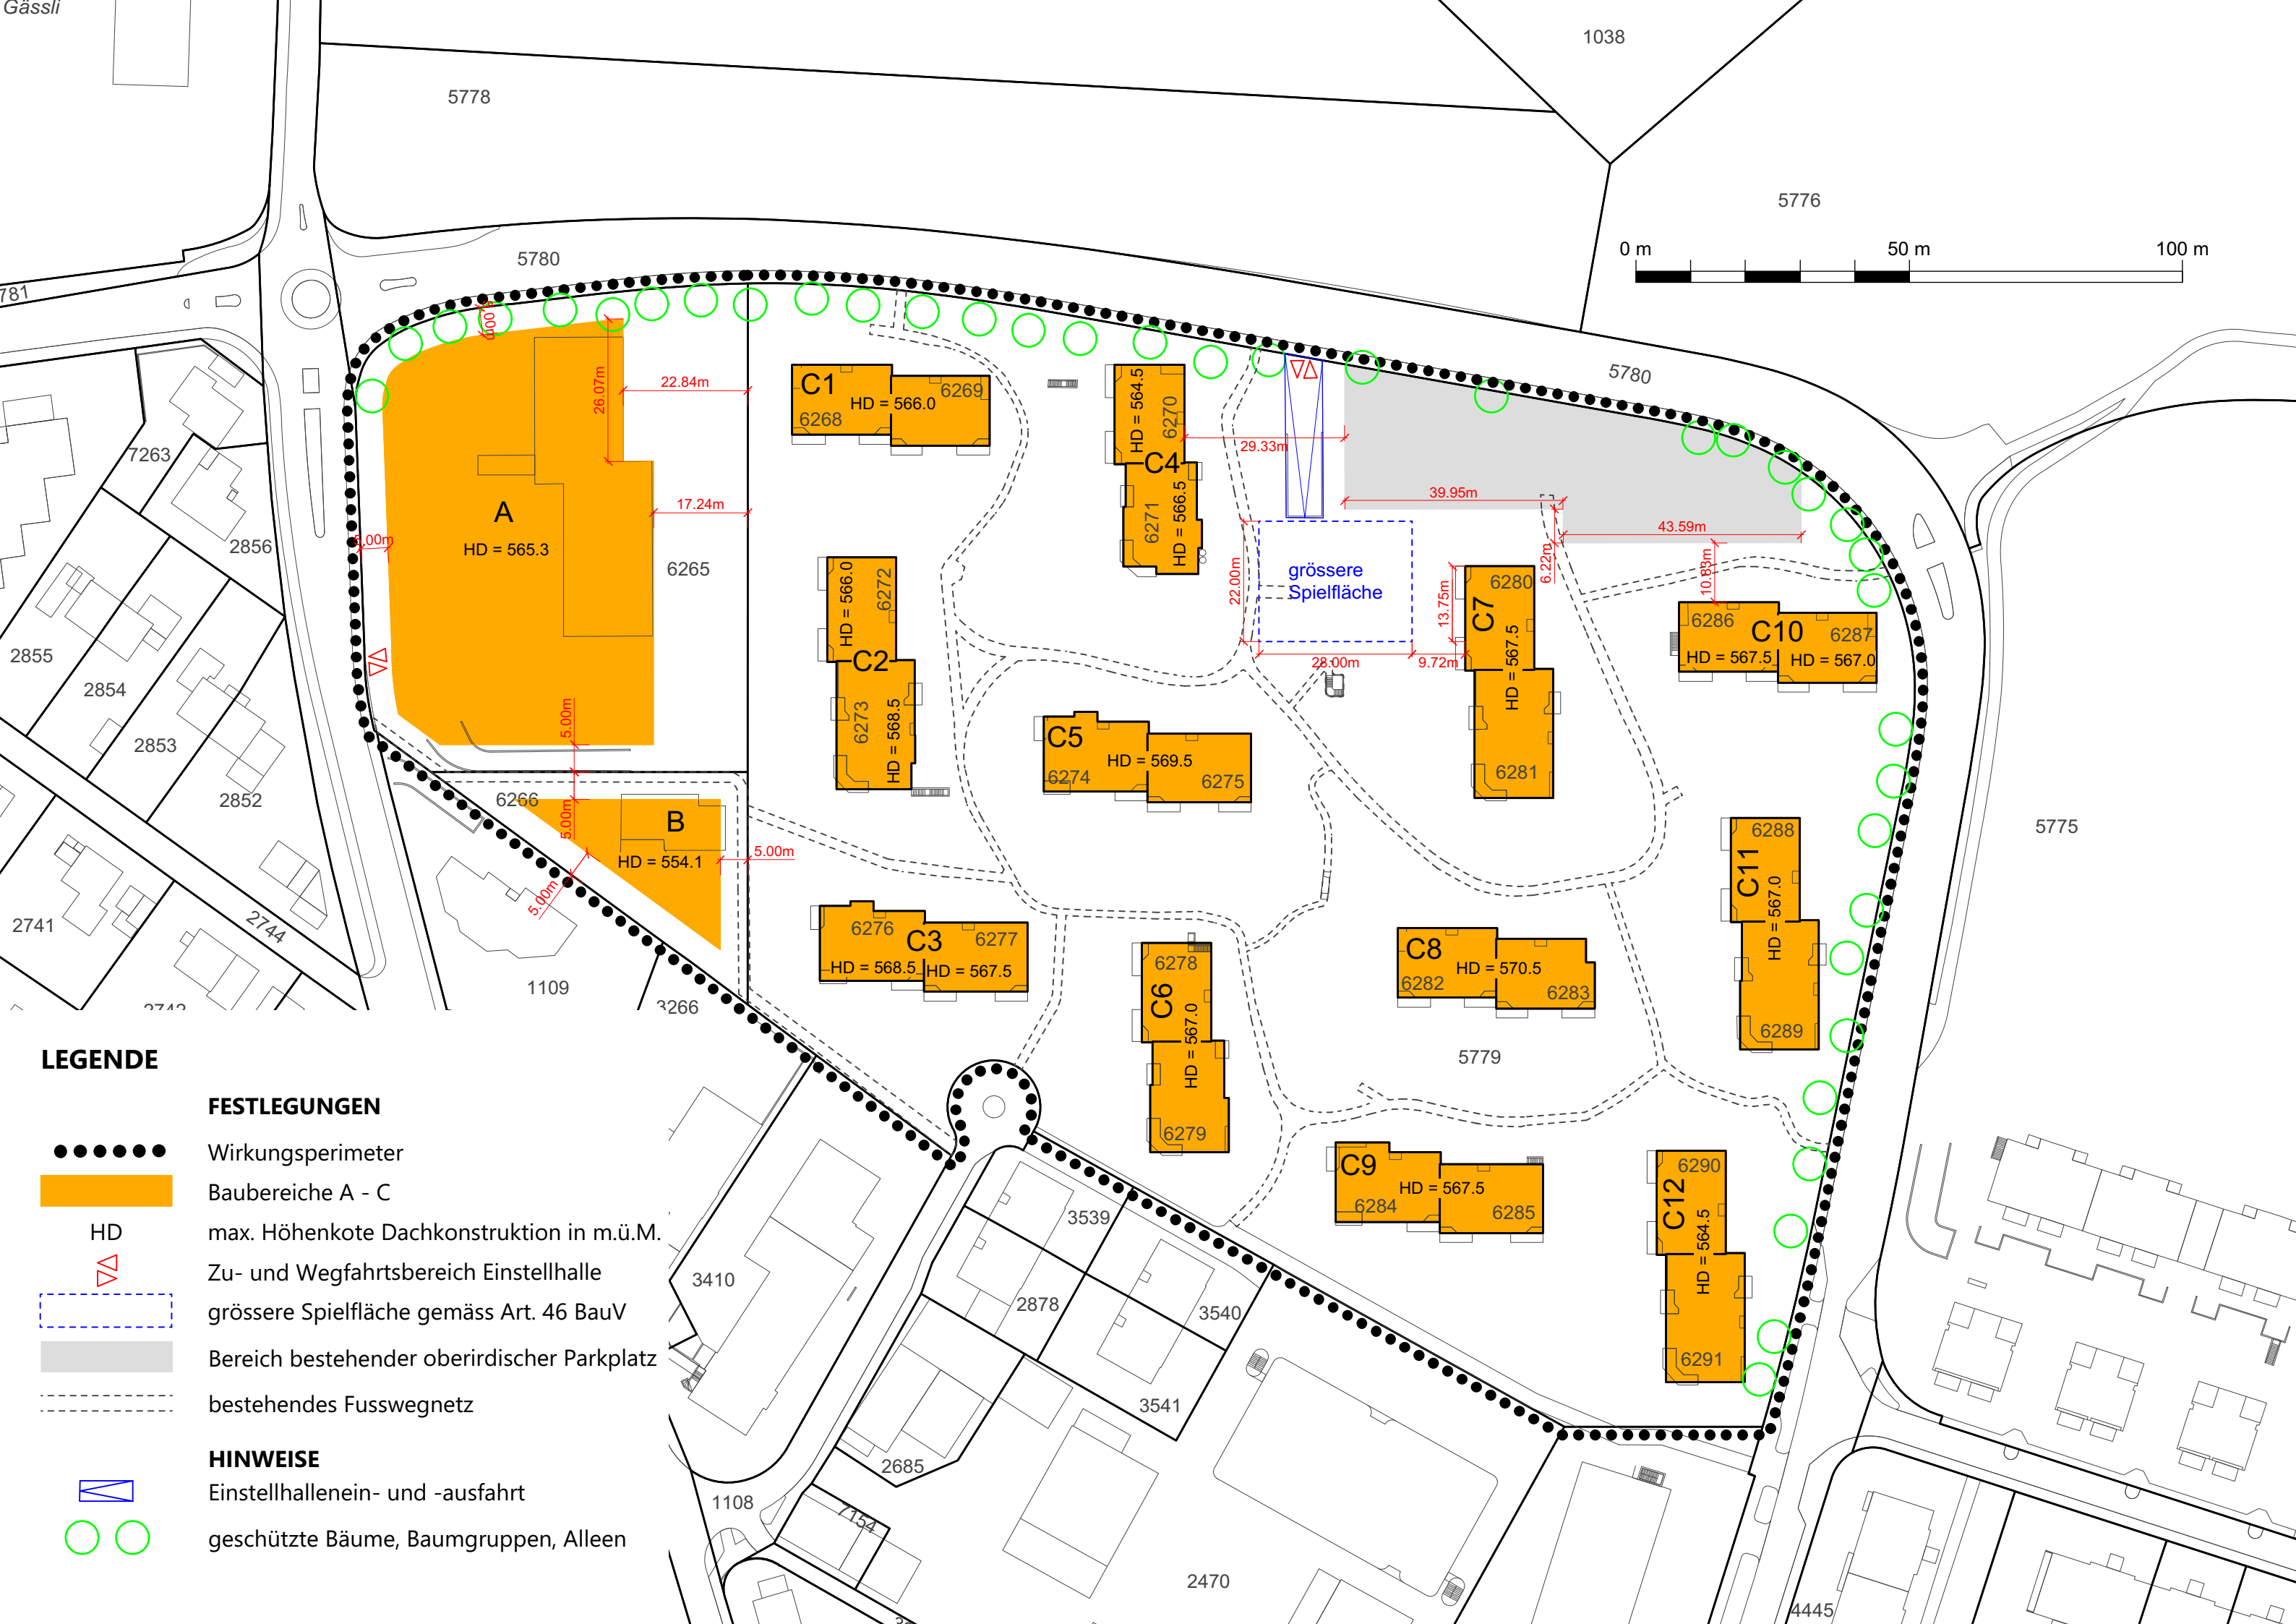 Gässli
1038
5778
5776
0 m 50 m 100 m
5780
781
5.00m
5780
26.07m
22.84m
C1
6269
HD = 566.0
6268
HD = 564.5
6270
C4
29.33m
7263
17.24m
6271
HD = 566.5
39.95m
A
HD = 565.3
43.59m
2856
5.00m
6265
6.22m
10.83m
HD = 566.0
6272
22.00m
grössere
Spielfläche
13.75m
6280
C7
HD = 567.5
6286
C10
6287
HD = 567.5
HD = 567.0
2855
C2
28.00m
9.72m
2854
6273
HD = 568.5
5.00m
2853
C5
HD = 569.5
6274
6275
6281
2852
6266
5.00m
B
HD = 554.1
5.00m
5.00m
6288
C11
HD = 567.0
5775
2741
2744
6276
C3
6277
HD = 568.5
HD = 567.5
6278
C6
HD = 567.0
C8
HD = 570.5
6282
6283
6289
1109
3266
2742
5779
6279
C9
HD = 567.5
6284
6285
6290
C12
HD = 564.5
6291
3539
3410
2878
3540
3541
2685
1108
7154
2470
4445
LEGENDE
FESTLEGUNGEN
Wirkungsperimeter
Baubereiche A - C
HD max. Höhenkote Dachkonstruktion in m.ü.M.
Zu- und Wegfahrtsbereich Einstellhalle
grössere Spielfläche gemäss Art. 46 BauV
Bereich bestehender oberirdischer Parkplatz
bestehendes Fusswegnetz
HINWEISE
Einstellhallenein- und -ausfahrt
geschützte Bäume, Baumgruppen, Alleen